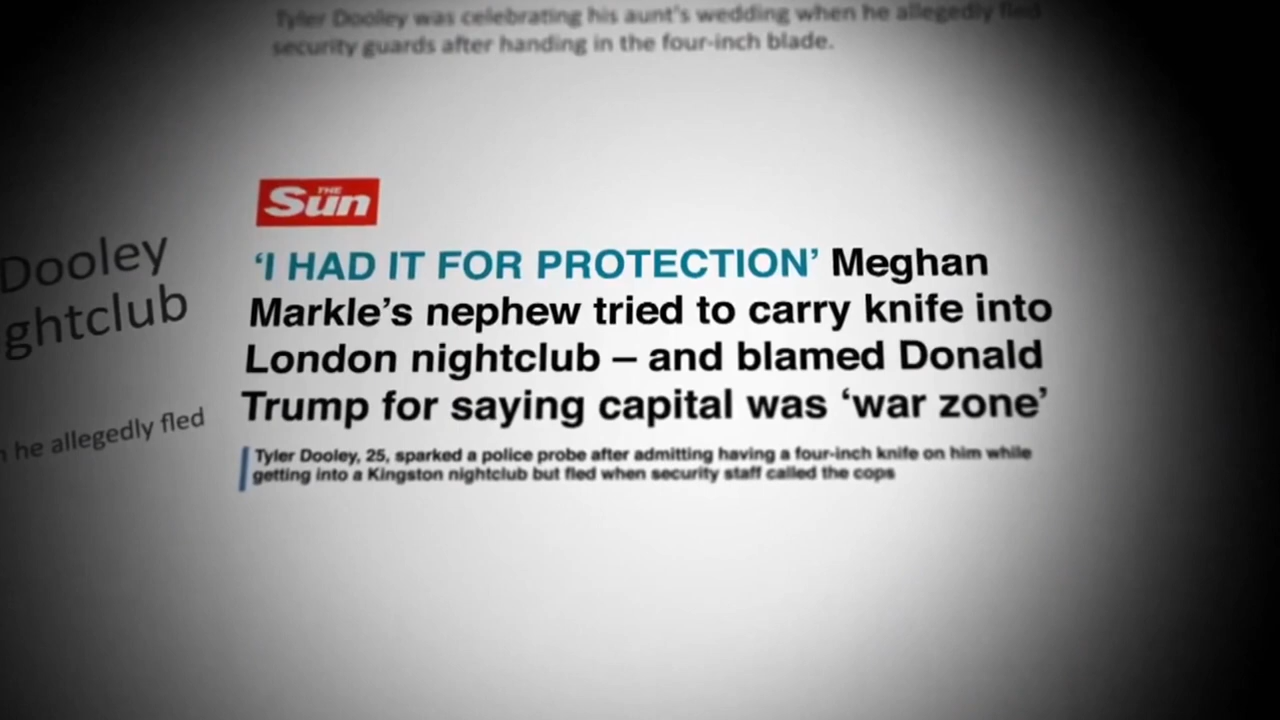 Tyler Dooley was celebrating his aunt's wedding when he allegedly fled
security guards after handing in the four-inch blade.
THE
Sun
'I HAD IT FOR PROTECTION' Meghan
Markle's nephew tried to carry knife into
London nightclub – and blamed Donald
Trump for saying capital was 'war zone'
Tyler Dooley, 25, sparked a police probe after admitting having a four-inch knife on him while
getting into a Kingston nightclub but fled when security staff called the cops
Dooley
ghtclub
he allegedly fled